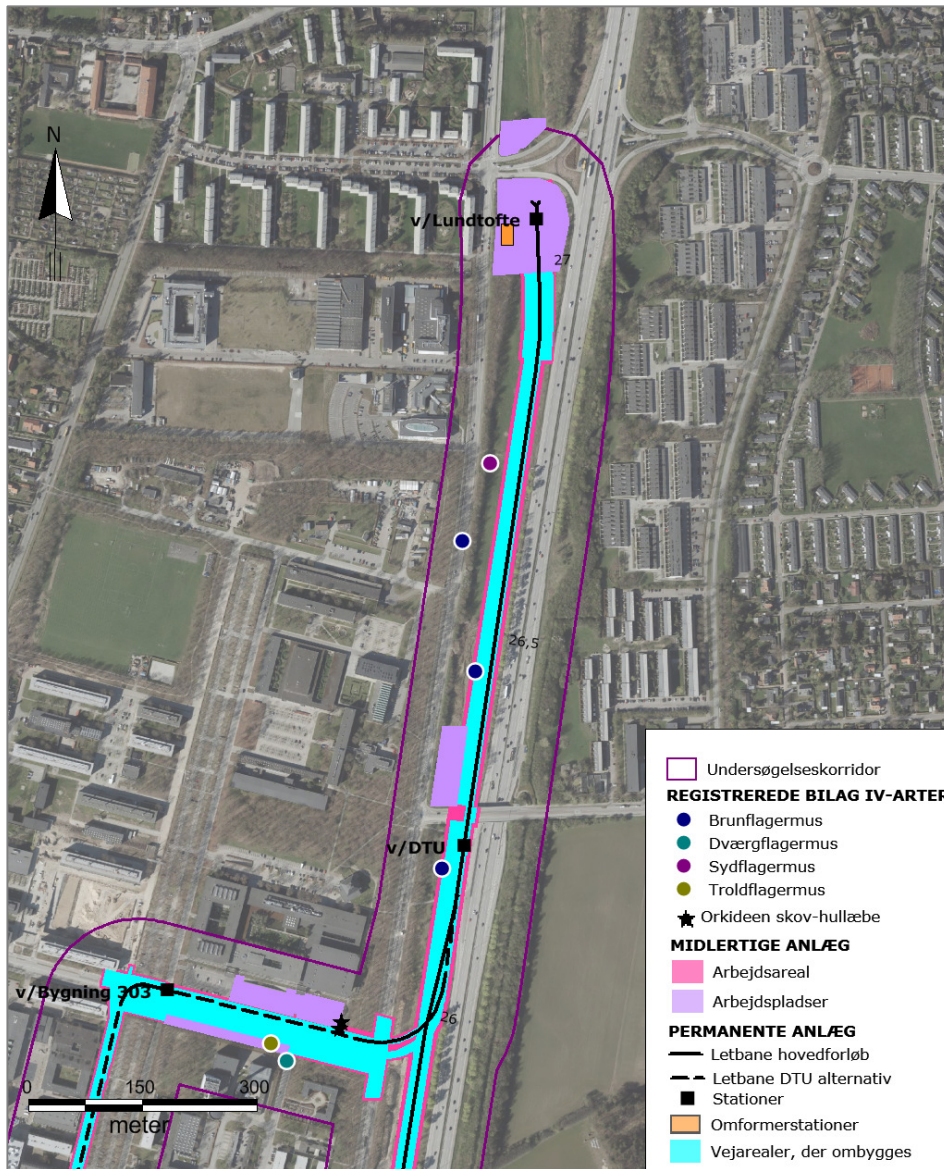 N
v/Lundtofte
27
26,5
v/DTU
v/Bygning 303
26
0 150 300
meter
Undersøgelseskorridor
REGISTREREDE BILAG IV-ARTER
Brunflagermus
Dværgflagermus
Sydflagermus
Troldflagermus
Orkideen skov-hullæbe
MIDLERTIGE ANLÆG
Arbejdsareal
Arbejdspladser
PERMANENTE ANLÆG
Letbane hovedforløb
Letbane DTU alternativ
Stationer
Omformerstationer
Vejarealer, der ombygges